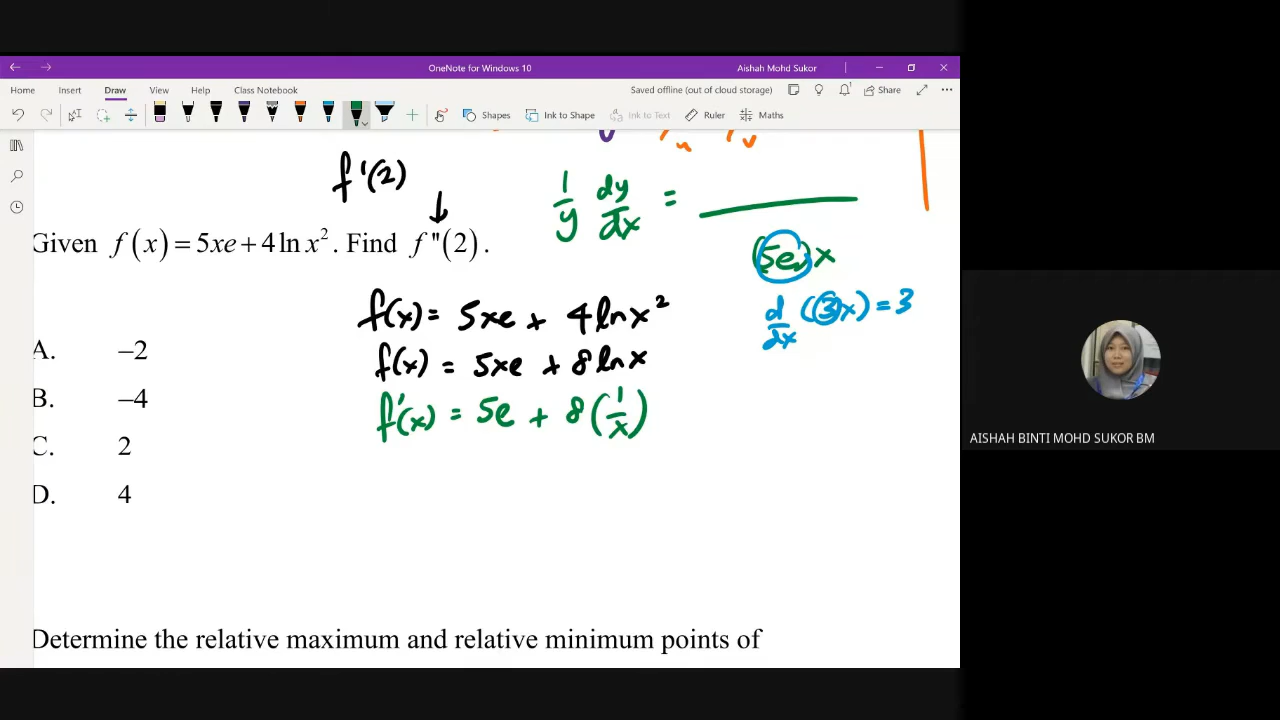 OneNote for Windows 10
Aishah Mohd Sukor
Home Insert Draw View Help Class Notebook
Saved offline (out of cloud storage)
Share
Shapes Ink to Shape Ink to Text Ruler Maths
f'(2)
1/y dy/dx =
(5e)x
Given f(x) = 5xe + 4 ln x². Find f"(2).
d/dx (3x) = 3
f(x) = 5xe + 4lnx²
f(x) = 5xe + 8lnx
f'(x) = 5e + 8(1/x)
A. –2
B. –4
C. 2
D. 4
Determine the relative maximum and relative minimum points of
AISHAH BINTI MOHD SUKOR BM